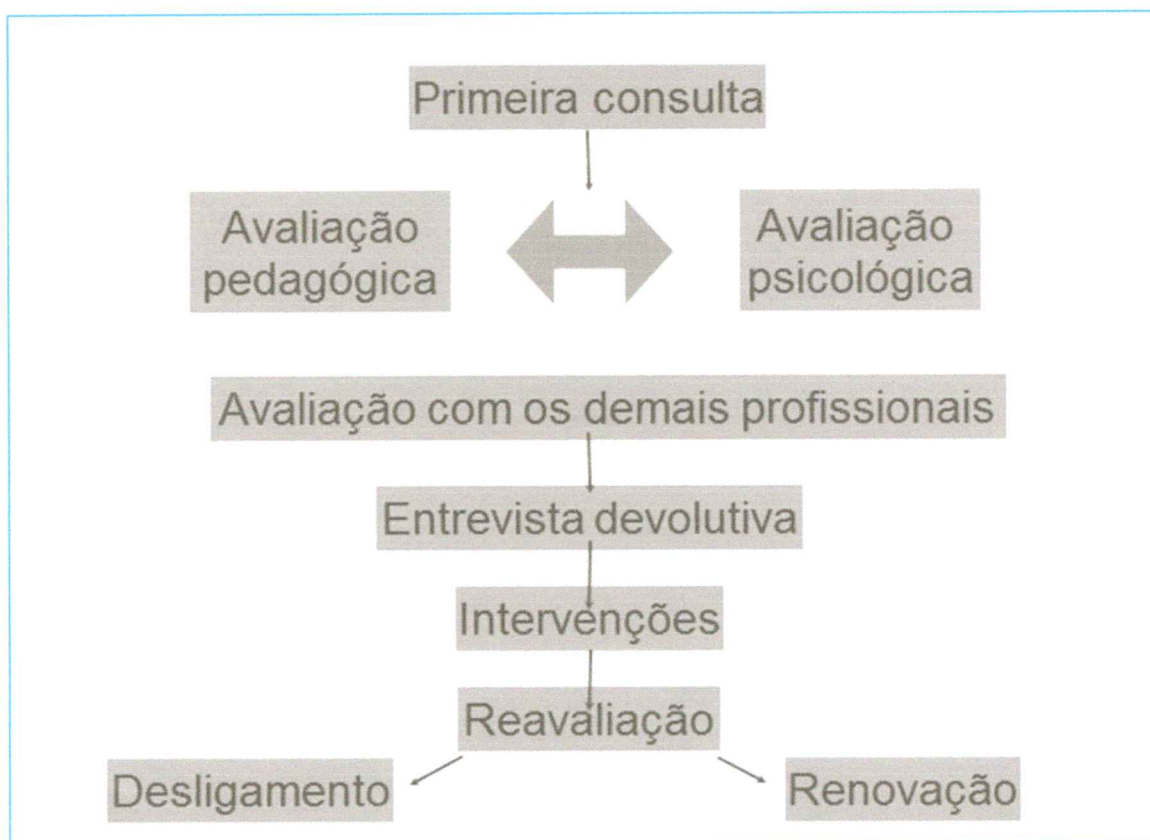 Primeira consulta
Avaliação
pedagógica
Avaliação
psicológica
Avaliação com os demais profissionais
Entrevista devolutiva
Intervenções
Reavaliação
Desligamento
Renovação